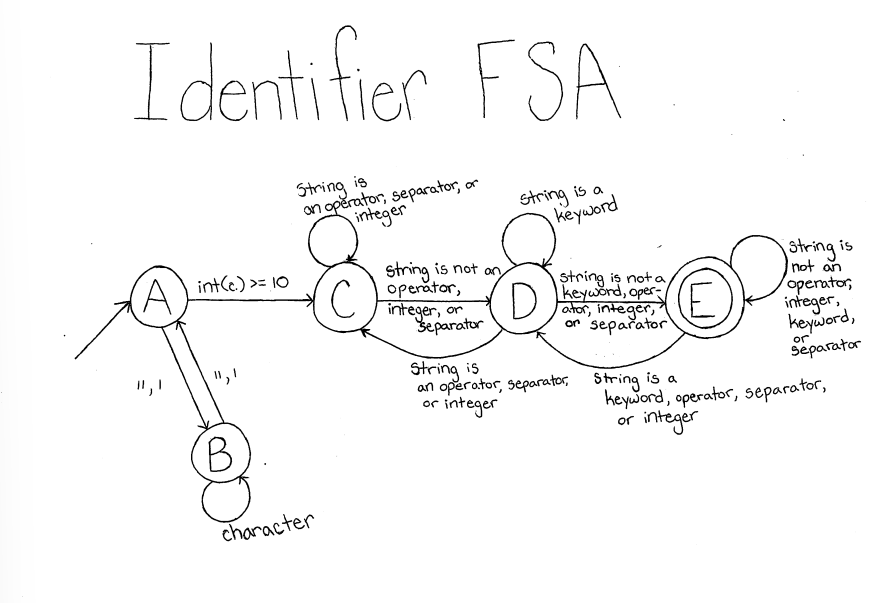 Identifier FSA
String is
an operator, separator, or
integer
String is a
keyword
A
int(c) >= 10
C
String is not an
operator,
integer, or
separator
D
String is not a
keyword, oper-
ator, integer,
or separator
E
String is
not an
operator,
integer,
keyword,
or
separator
String is
an operator, separator,
or integer
String is a
keyword, operator, separator,
or integer
",'
",'
B
character